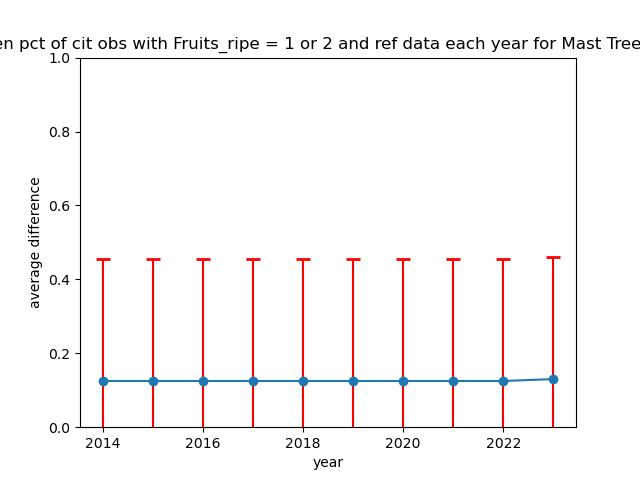 en pct of cit obs with Fruits_ripe = 1 or 2 and ref data each year for Mast Tree
1.0
0.8
0.6
0.4
0.2
0.0
average difference
2014 2016 2018 2020 2022
year